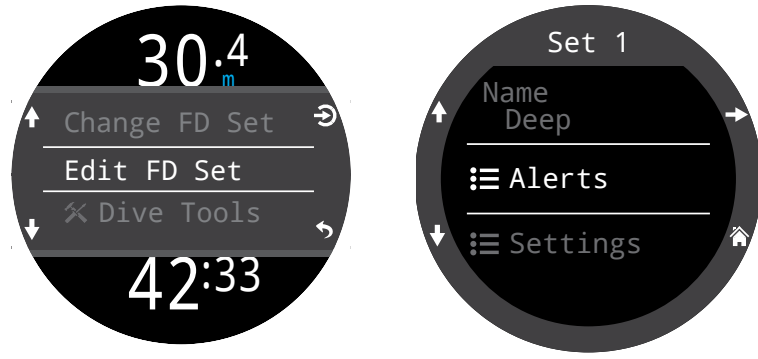 30.4
m
Change FD Set
Edit FD Set
Dive Tools
42:33
Set 1
Name
Deep
Alerts
Settings